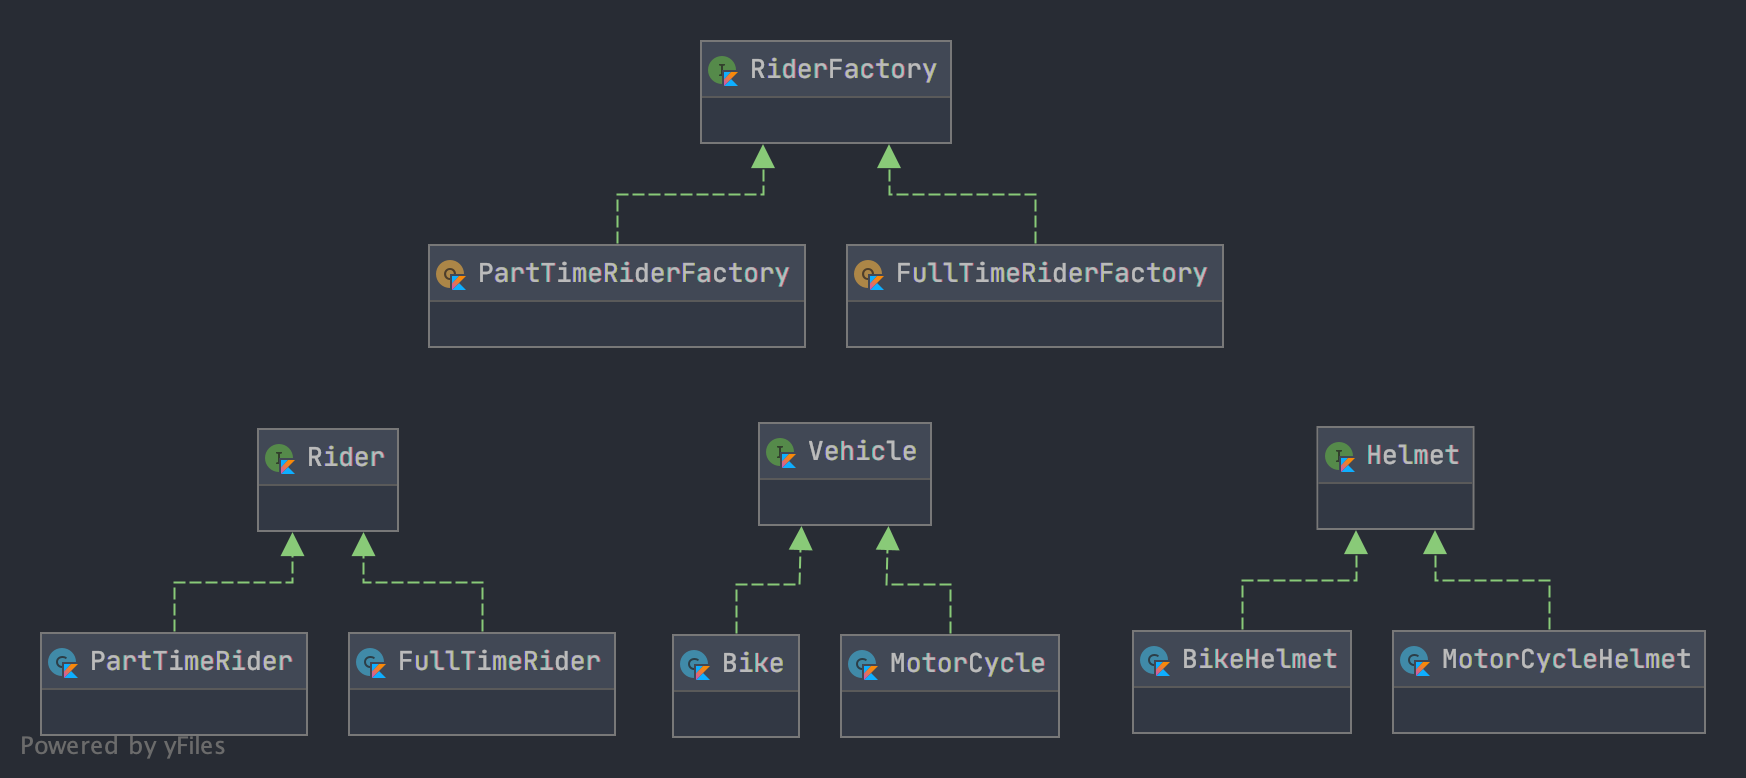 RiderFactory
PartTimeRiderFactory
FullTimeRiderFactory
Rider
Vehicle
Helmet
PartTimeRider
FullTimeRider
Bike
MotorCycle
BikeHelmet
MotorCycleHelmet
Powered by yFiles